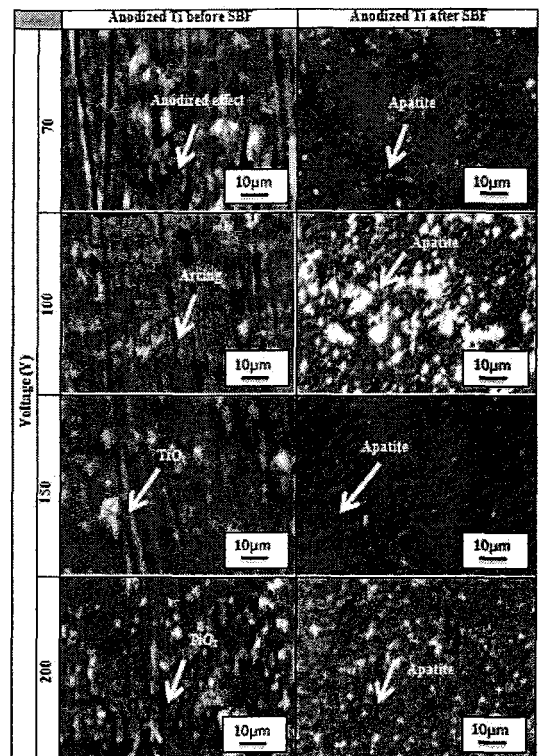 Anodized Ti before SBF
Anodized Ti after SBF
Voltage (V)
70
Anodized effect
10µm
Apatite
10µm
100
Arcing
10µm
Apatite
10µm
150
TiO₂
10µm
Apatite
10µm
200
TiO₂
10µm
Apatite
10µm